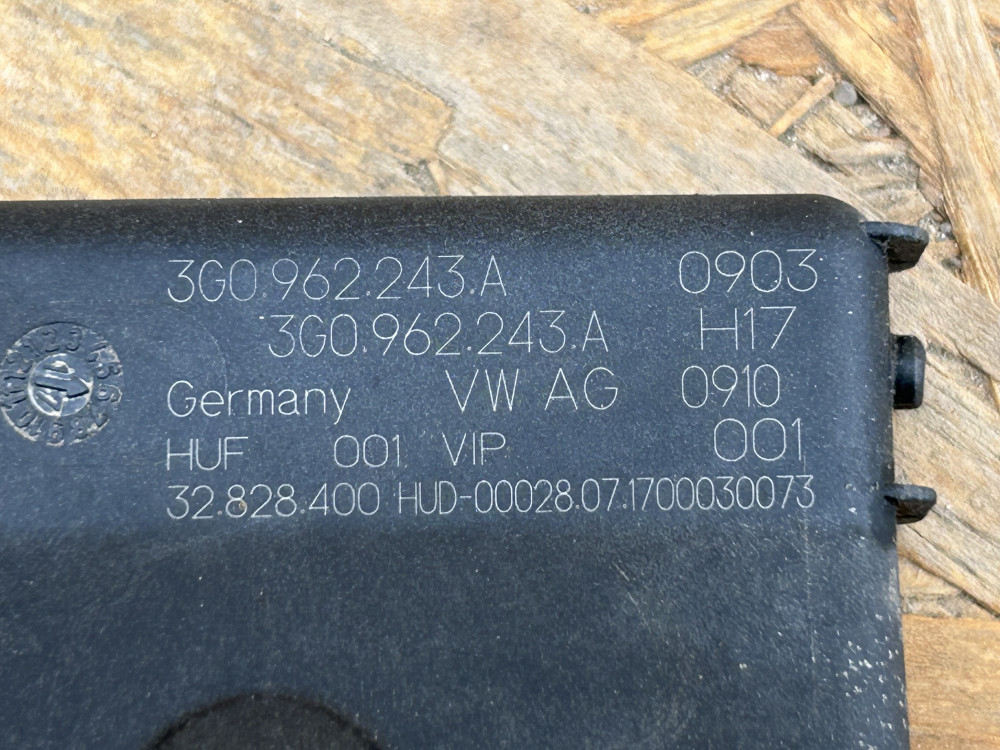 3G0.962.243.A 0903
3G0.962.243.A H17
Germany VW AG 0910
HUF 001 VIP 001
32.828.400 HUD-00028.07.1700030073